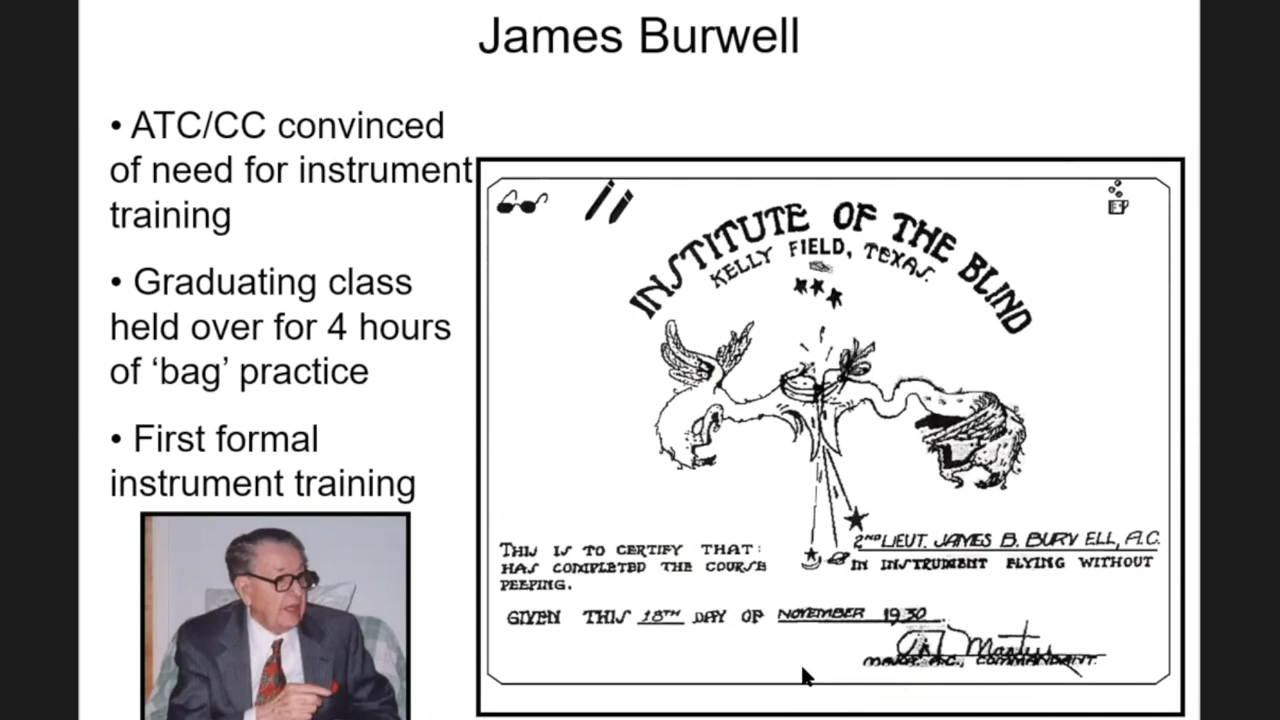 James Burwell
• ATC/CC convinced
of need for instrument
training
• Graduating class
held over for 4 hours
of ‘bag’ practice
• First formal
instrument training
INSTITUTE OF THE BLIND
KELLY FIELD, TEXAS.
THIS IS TO CERTIFY THAT: 2ND LIEUT. JAMES B. BURV ELL, A.C.
HAS COMPLETED THE COURSE IN INSTRUMENT FLYING WITHOUT
PEEPING.
GIVEN THIS 18TH DAY OF NOVEMBER 1930.
MAJOR, A.C., COMMANDANT.